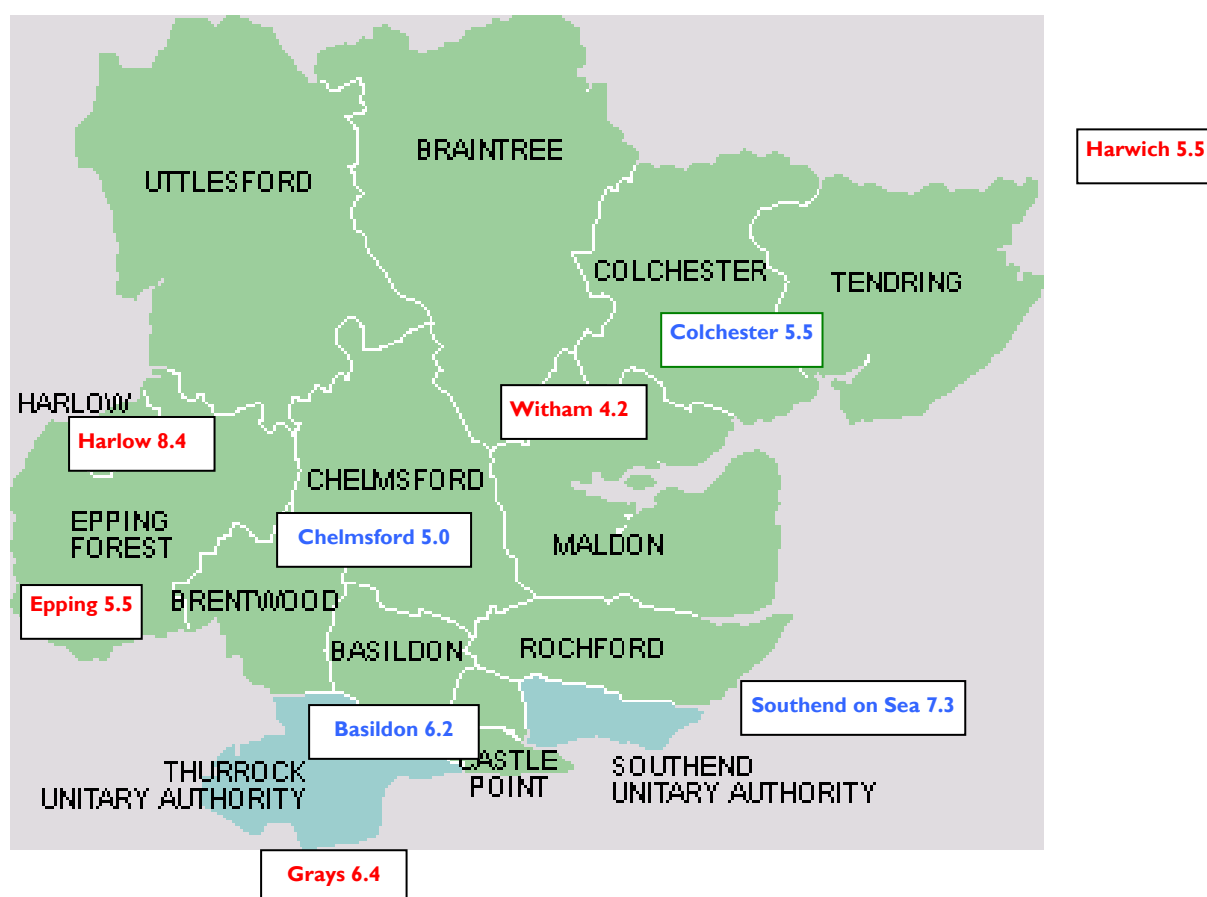 BRAINTREE
Harwich 5.5
UTTLESFORD
COLCHESTER
TENDRING
Colchester 5.5
HARLOW
Witham 4.2
Harlow 8.4
CHELMSFORD
EPPING
FOREST
Chelmsford 5.0
MALDON
Epping 5.5
BRENTWOOD
BASILDON
ROCHFORD
Southend on Sea 7.3
Basildon 6.2
CASTLE
POINT
THURROCK
UNITARY AUTHORITY
SOUTHEND
UNITARY AUTHORITY
Grays 6.4